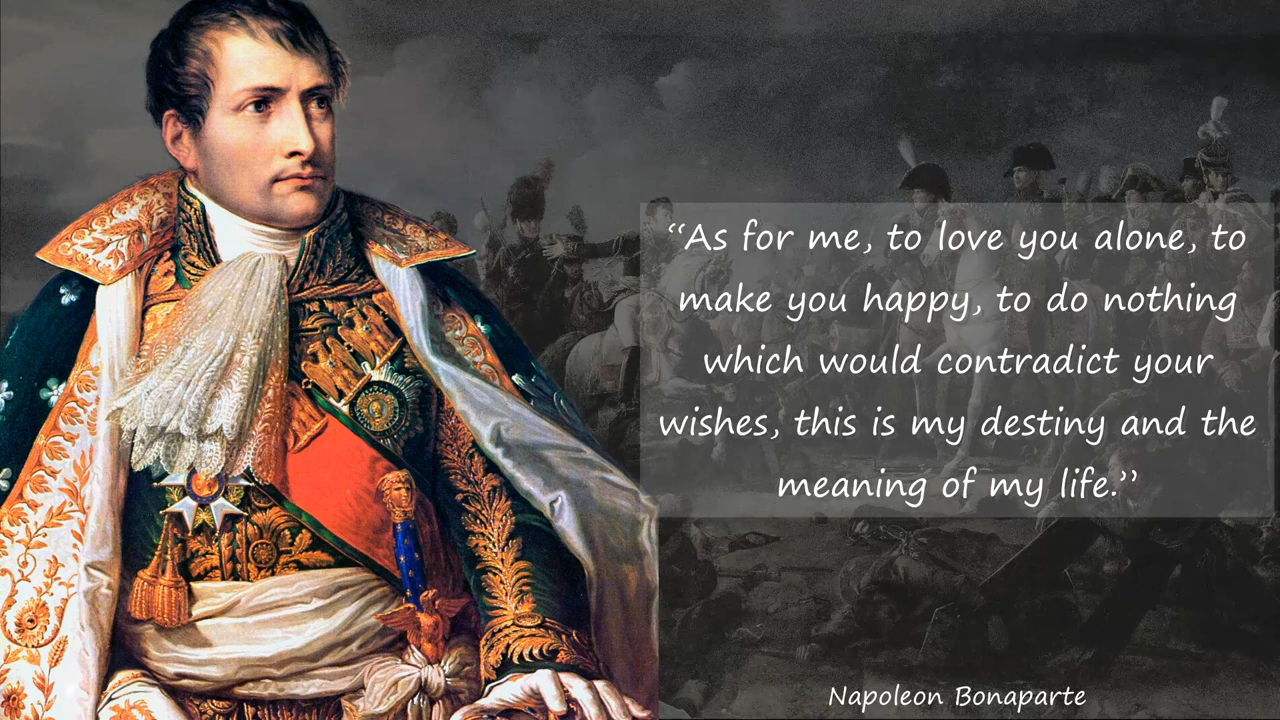 “As for me, to love you alone, to
make you happy, to do nothing
which would contradict your
wishes, this is my destiny and the
meaning of my life.”
Napoleon Bonaparte